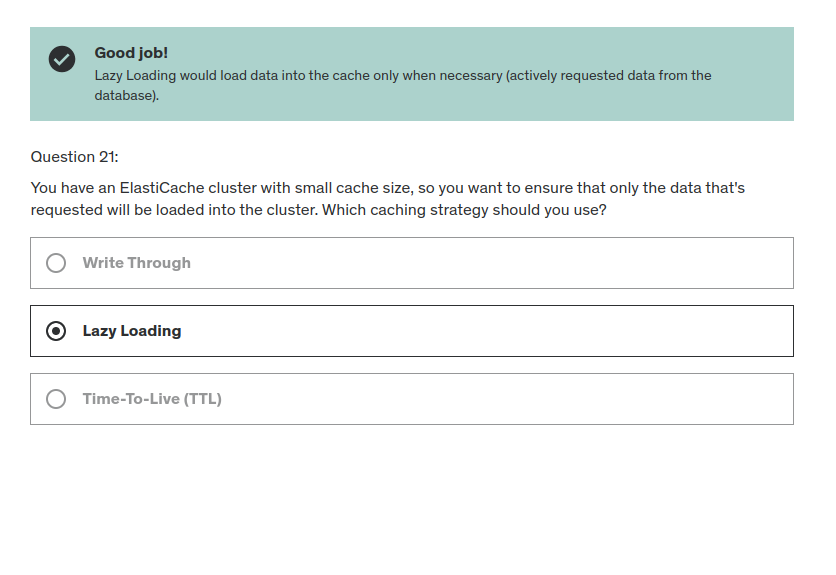 Good job!
Lazy Loading would load data into the cache only when necessary (actively requested data from the
database).
Question 21:
You have an ElastiCache cluster with small cache size, so you want to ensure that only the data that's
requested will be loaded into the cluster. Which caching strategy should you use?
Write Through
Lazy Loading
Time-To-Live (TTL)